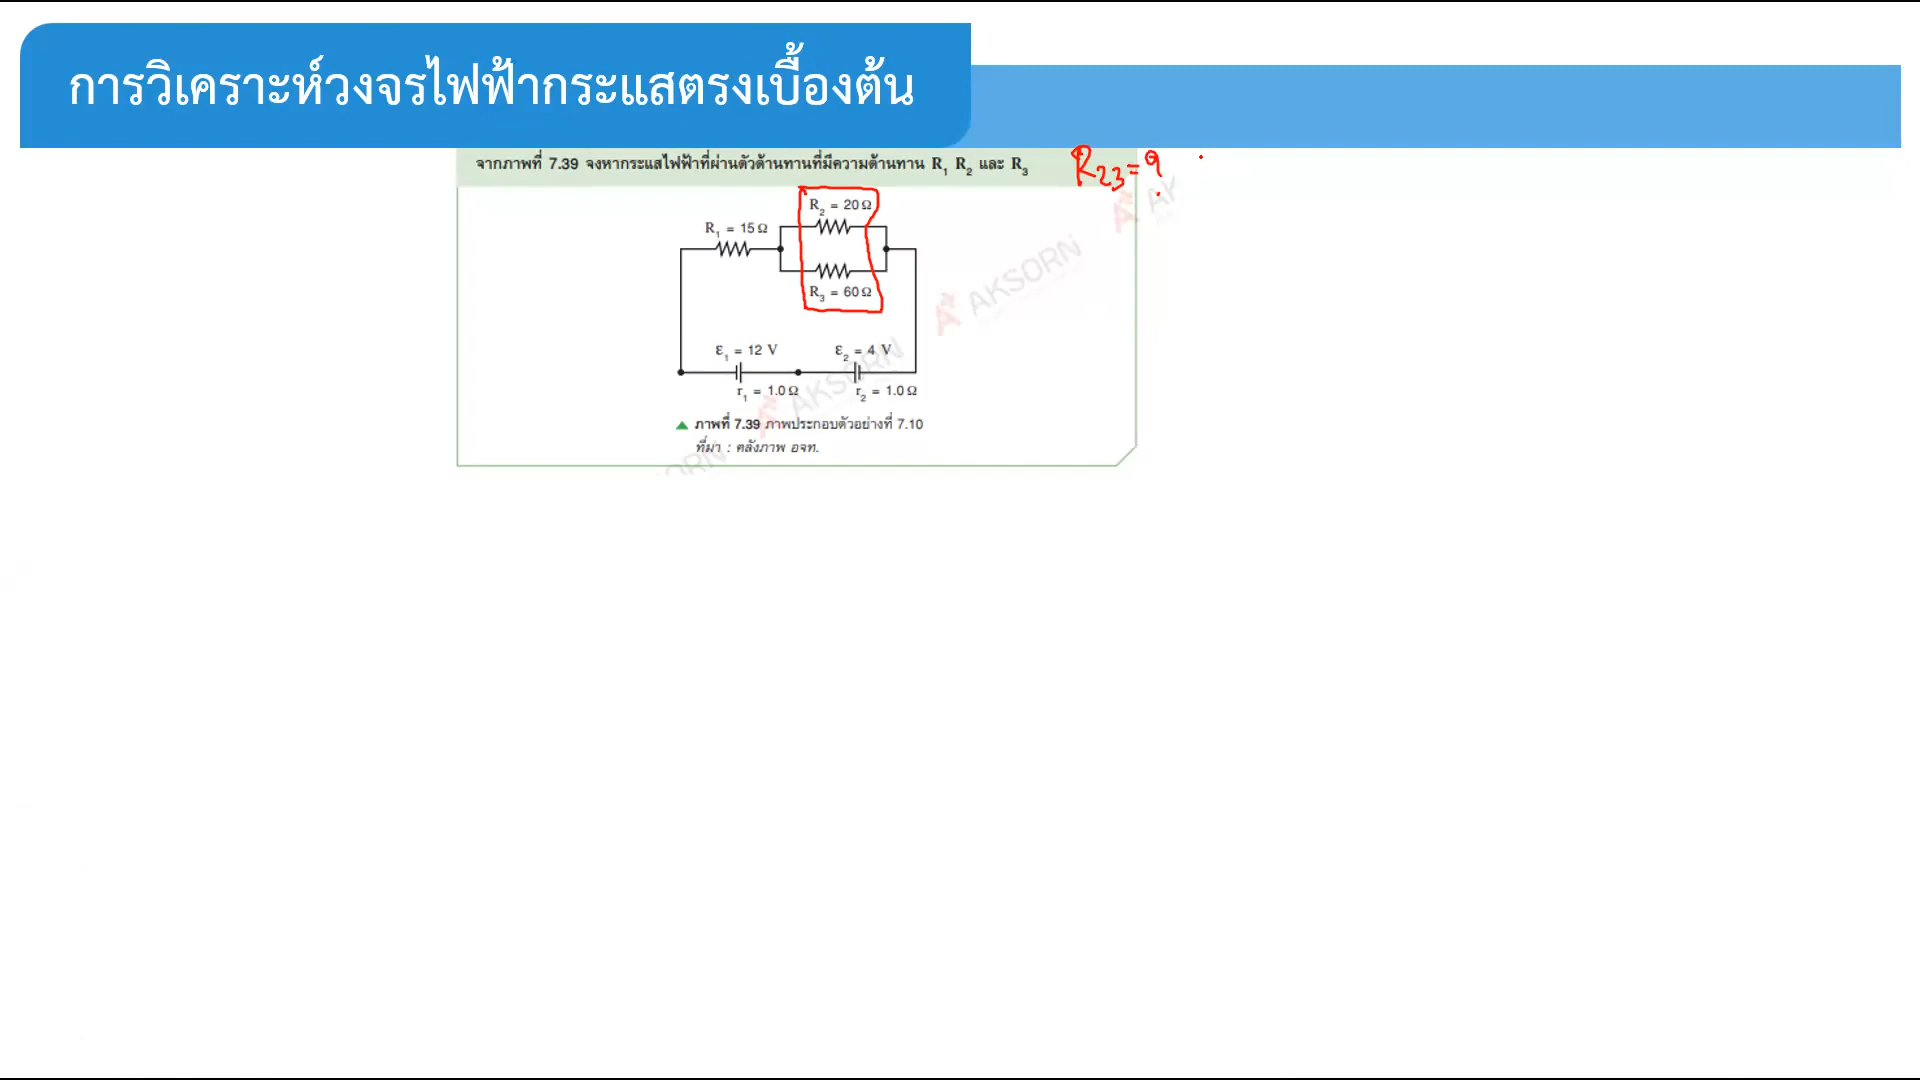 การวิเคราะห์วงจรไฟฟ้ากระแสตรงเบื้องต้น
จากภาพที่ 7.39 จงหากระแสไฟฟ้าที่ผ่านตัวต้านทานที่มีความต้านทาน R₁ R₂ และ R₃
R₂₃=?
R₂ = 20 Ω
R₁ = 15 Ω
R₃ = 60 Ω
ε₁ = 12 V
ε₂ = 4 V
r₁ = 1.0 Ω
r₂ = 1.0 Ω
▲ ภาพที่ 7.39 ภาพประกอบตัวอย่างที่ 7.10
ที่มา : คลังภาพ อจท.
AKSORN
AKSORN
AK
ORN